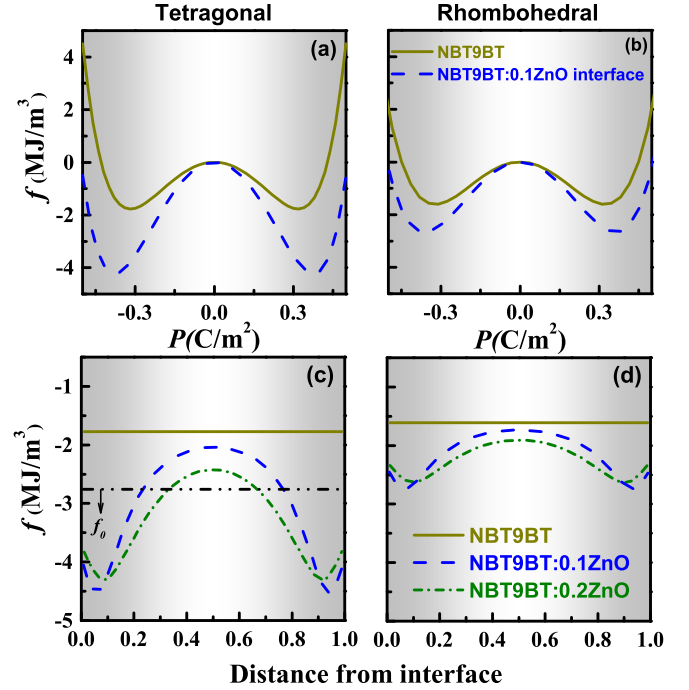 Tetragonal
Rhombohedral
(a)
4
2
0
-2
-4
f (MJ/m³)
-0.3
0.0
0.3
P(C/m²)
(b)
NBT9BT
NBT9BT:0.1ZnO interface
-0.3
0.0
0.3
P(C/m²)
(c)
-1
-2
-3
-4
-5
f (MJ/m³)
f₀
0.0
0.2
0.4
0.6
0.8
1.0
(d)
NBT9BT
NBT9BT:0.1ZnO
NBT9BT:0.2ZnO
0.0
0.2
0.4
0.6
0.8
1.0
Distance from interface